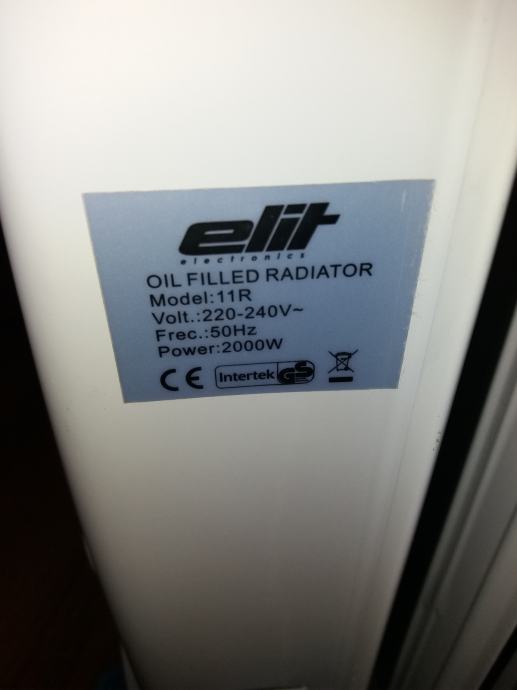 elit
electronics
OIL FILLED RADIATOR
Model:11R
Volt.:220-240V~
Frec.:50Hz
Power:2000W
CE Intertek GS